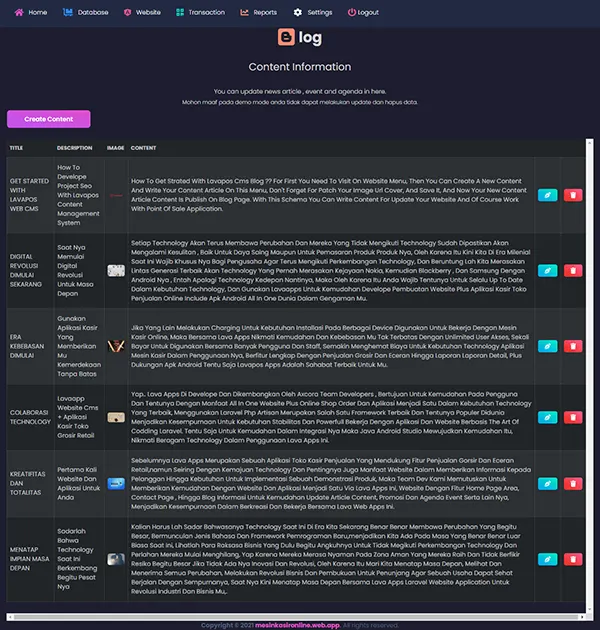 Home Database Website Transaction Reports Settings Logout
log
Content Information
You can update news article , event and agenda in here.
Mohon maaf pada demo mode anda tidak dapat melakukan update dan hapus data.
Create Content
TITLE DESCRIPTION IMAGE CONTENT
GET STARTED
WITH
LAVAPOS
WEB CMS
How To
Develope
Project Seo
With Lavapos
Content
Management
System
How To Get Strated With Lavapos Cms Blog ?? For First You Need To Visit On Website Menu, Then You Can Create A New Content
And Write Your Content Article On This Menu, Don't Forget For Patch Your Image Url Cover, And Save It, And Now Your New Content
Article Content Is Publish On Blog Page. With This Schema You Can Write Content For Update Your Website And Of Course Work
With Point Of Sale Application.
DIGITAL
REVOLUSI
DIMULAI
SEKARANG
Saat Nya
Memulai
Digital
Revolusi
Untuk Masa
Depan
Setiap Technology Akan Terus Membawa Perubahan Dan Mereka Yang Tidak Mengikuti Technology Sudah Dipastikan Akan
Mengalami Kesulitan , Baik Untuk Daya Saing Maupun Untuk Pemasaran Produk Produk Nya, Oleh Karena Itu Kini Kita Di Era Milenial
Saat Ini Wajib Khusus Nya Bagi Pengusaha Agar Terus Mengikuti Perkembangan Technology, Dan Beruntung Lah Kita Merasakan
Lintas Generasi Terbaik Akan Technology Yang Pernah Merasakan Kejayaan Nokia, Kemudian Blackberry , Dan Samsung Dengan
Android Nya , Entah Apalagi Technology Kedepan Nantinya, Maka Oleh Karena Itu Anda Wajib Tentunya Untuk Selalu Up To Date
Dalam Kebutuhan Technology, Dan Gunakan Lavaapps Untuk Kemudahan Develope Pembuatan Website Plus Aplikasi Kasir Toko
Penjualan Online Include Apk Android All In One Dunia Dalam Gengaman Mu.
ERA
KEBEBASAN
DIMULAI
Gunakan
Aplikasi Kasir
Yang
Memberikan
Mu
Kemerdekaan
Tanpa Batas
Jika Yang Lain Melakukan Charging Untuk Kebutuhan Installasi Pada Berbagai Device Digunakan Untuk Bekerja Dengan Mesin
Kasir Online, Maka Bersama Lava Apps Nikmati Kemudahan Dan Kebebasan Mu Tak Terbatas Dengan Unlimited User Akses, Sekali
Bayar Untuk Digunakan Bersama Banyak Pengguna Dan Staff, Semakin Menghemat Biaya Untuk Kebutuhan Technology Aplikasi
Mesin Kasir Dalam Penggunaan Nya, Berfitur Lengkap Dengan Penjualan Grosir Dan Eceran Hingga Laporan Laporan Detail, Plus
Dukungan Apk Android Tentu Saja Lavaapps Apps Adalah Sahabat Terbaik Untuk Mu.
COLABORASI
TECHNOLOGY
Lavaapp
Website Cms
+ Aplikasi
Kasir Toko
Grosir Retail
Yap.. Lava Apps Di Develope Dan Dikembangkan Oleh Axcora Team Developers , Bertujuan Untuk Kemudahan Pada Pengguna
Dan Tentunya Dengan Manfaat All In One Website Plus Online Shop Order Dan Aplikasi Menjadi Satu Dalam Kebutuhan Technology
Yang Terbaik, Menggunakan Laravel Php Artisan Merupakan Salah Satu Framework Terbaik Dan Tentunya Populer Didunia
Menjadikan Kesempurnaan Untuk Kebutuhan Stabilitas Dan Powerfull Bekerja Dengan Aplikasi Dan Website Berbasis The Art Of
Codding Laravel. Tentu Saja Untuk Kemudahan Dalam Integrasi Nya Maka Java Android Studio Mewujudkan Kemudahan Itu,
Nikmati Beragam Technology Dalam Penggunaan Lava Apps Ini.
KREATIFITAS
DAN
TOTALITAS
Pertama Kali
Website Dan
Aplikasi Untuk
Anda
Sebelumnya Lava Apps Merupakan Sebuah Aplikasi Toko Kasir Penjualan Yang Mendukung Fitur Penjualan Gorsir Dan Eceran
Retail,namun Seiring Dengan Kemajuan Technology Dan Pentingnya Juga Manfaat Website Dalam Memberikan Informasi Kepada
Pelanggan Hingga Kebutuhan Untuk Implementasi Sebuah Demonstrasi Produk, Maka Team Dev Kami Memutuskan Untuk
Memberikan Kemudahan Dengan Website Dan Aplikasi Menjadi Satu Via Lava Apps Ini, Website Dengan Fitur Home Page Area,
Contact Page , Hingga Blog Informasi Untuk Kemudahan Update Article Content, Promosi Dan Agenda Event Serta Lain Nya,
Menjadikan Kesempurnaan Dalam Berkreasi Dan Bekerja Bersama Lava Web Apps Ini.
MENATAP
IMPIAN MASA
DEPAN
Sadarlah
Bahwa
Technology
Saat Ini
Berkembang
Begitu Pesat
Nya
Kalian Harus Lah Sadar Bahwasanya Technology Saat Ini Di Era Kita Sekarang Benar Benar Membawa Perubahan Yang Begitu
Besar, Bermunculan Jenis Bahasa Dan Framework Pemrograman Baru,menjadikan Kita Ada Pada Masa Yang Benar Benar Luar
Biasa Saat Ini, Lihatlah Para Raksasa Bisnis Yang Dulu Begitu Angkuhnya Untuk Tidak Megikuti Perkembangan Technology Dan
Perlahan Mereka Mulai Menghilang, Yap Karena Mereka Merasa Nyaman Pada Zona Aman Yang Mereka Raih Dan Tidak Berfikir
Resiko Begitu Besar Jika Tidak Ada Nya Inovasi Dan Revolusi, Oleh Karena Itu Mari Kita Menatap Masa Depan, Melihat Dan
Menerima Semua Perubahan, Melakukan Revolusi Bisnis Dan Pembukuan Untuk Penunjang Agar Sebuah Usaha Dapat Sehat
Berjalan Dengan Sempurnanya, Saat Nya Kini Menatap Masa Depan Bersama Lava Apps Laravel Website Application Untuk
Revolusi Industri Dan Bisnis Mu,.
Copyright © 2021 mesinkasironline.web.app. All rights reserved.